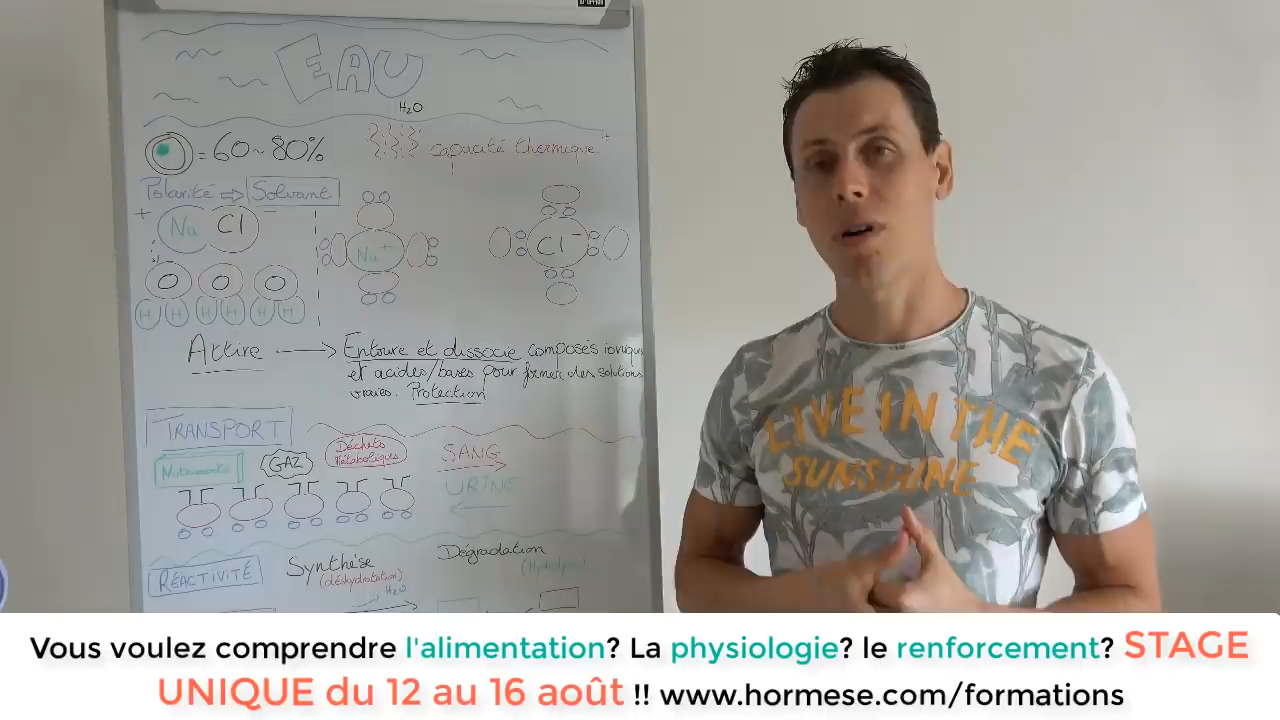 EAU
H₂O
= 60~80%
capacité thermique
Polarité ⇨ Solvant
+ -
Na Cl
Na+
Cl-
O O O
H H H H H H
Attire → Entoure et dissocie composés ioniques
et acides/bases pour former des solutions
vraies. Protection
TRANSPORT
Nutriments
GAZ
Déchets
Métaboliques
SANG
URINE
RÉACTIVITÉ
Synthèse
(déshydratation)
H₂O
Dégradation
(Hydrolyse)
LIVE IN THE
SUNSHINE
Vous voulez comprendre l'alimentation? La physiologie? le renforcement? STAGE
UNIQUE du 12 au 16 août !! www.hormese.com/formations